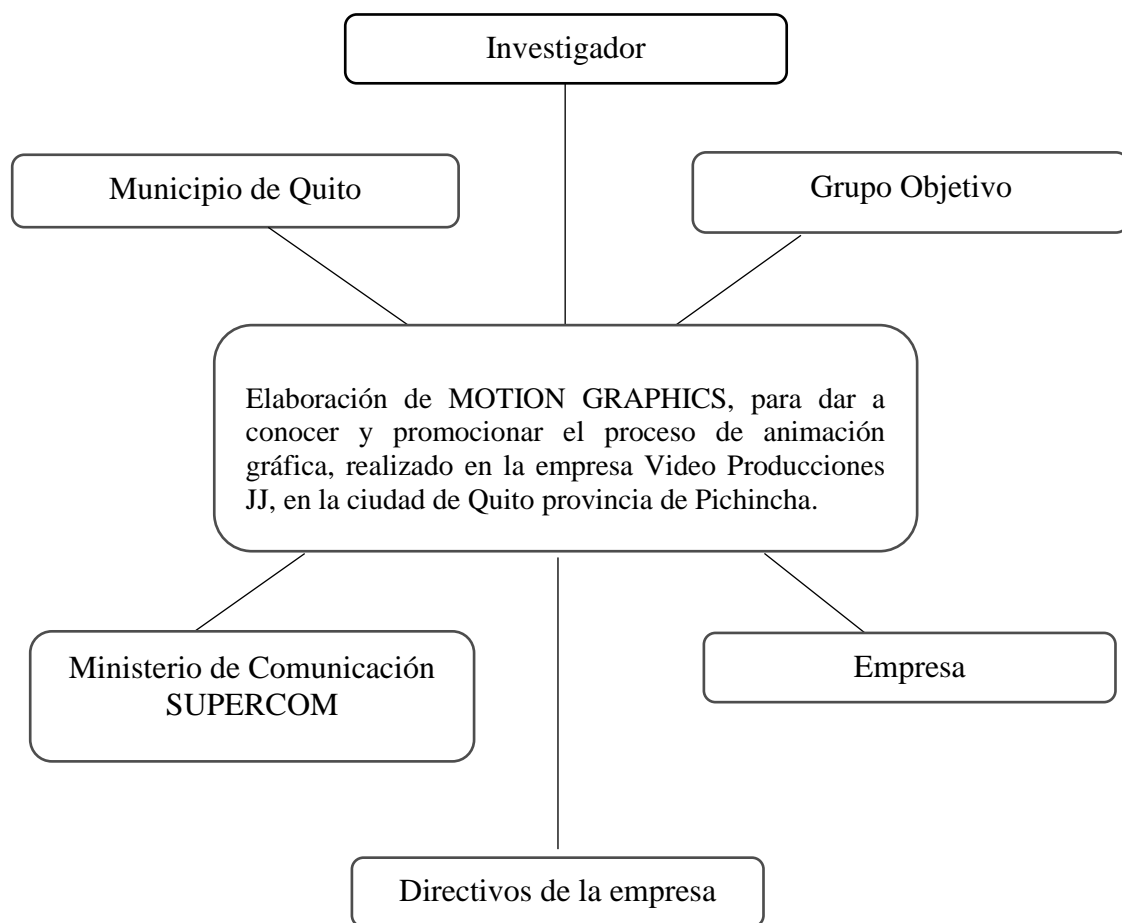 Investigador
Municipio de Quito
Grupo Objetivo
Elaboración de MOTION GRAPHICS, para dar a
conocer y promocionar el proceso de animación
gráfica, realizado en la empresa Video Producciones
JJ, en la ciudad de Quito provincia de Pichincha.
Ministerio de Comunicación
SUPERCOM
Empresa
Directivos de la empresa